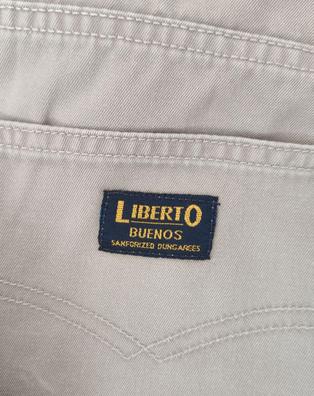 LIBERTO
BUENOS
SANFORIZED DUNGAREES